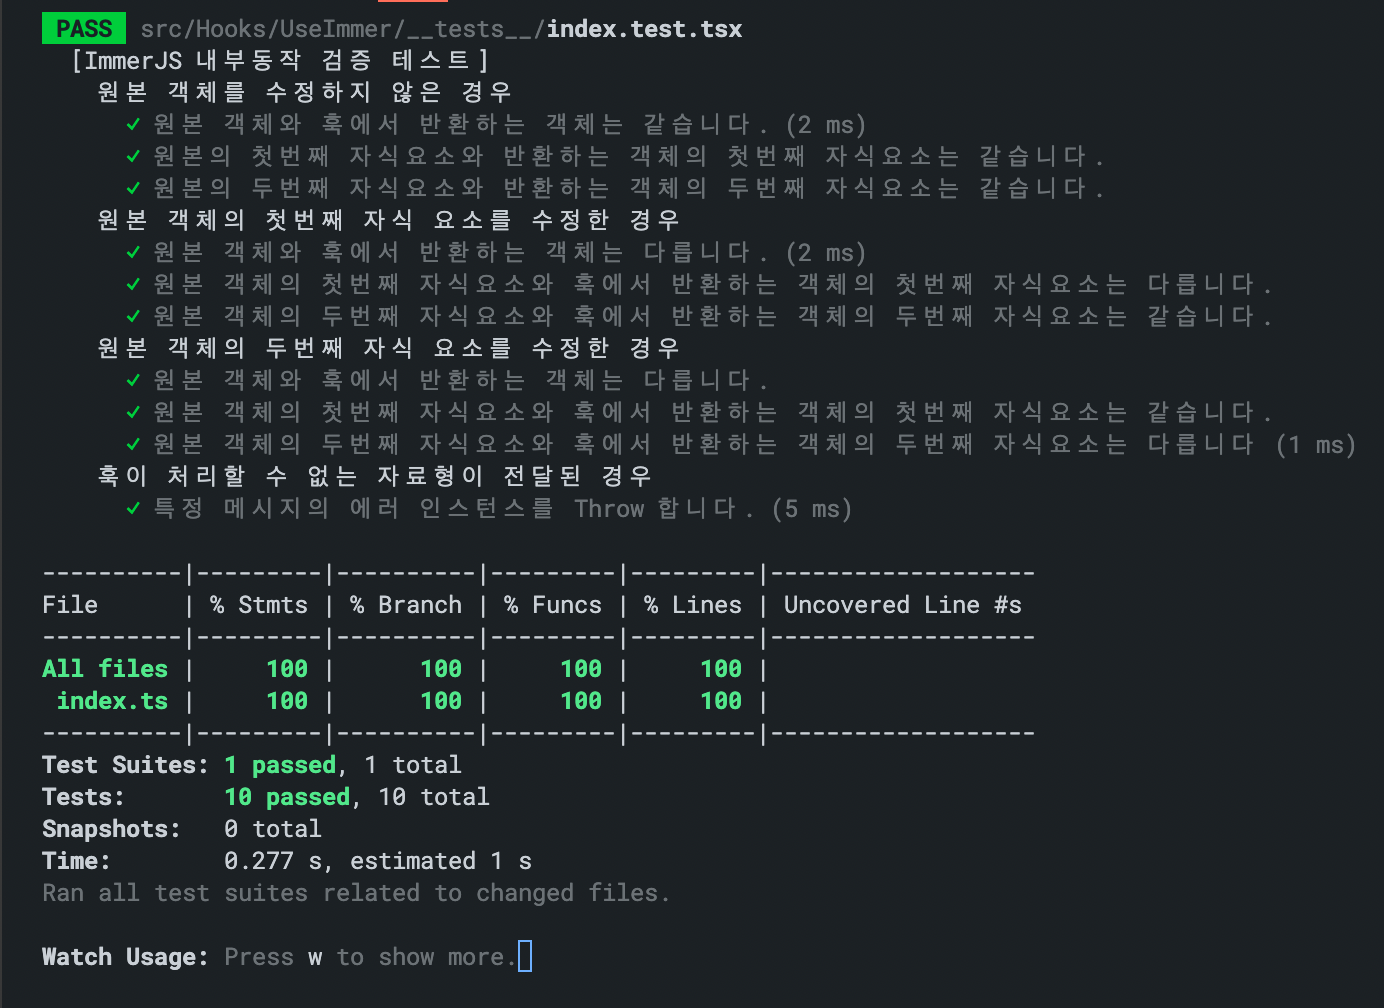 PASS src/Hooks/UseImmer/__tests__/index.test.tsx
[ImmerJS 내부동작 검증 테스트]
원본 객체를 수정하지 않은 경우
✓ 원본 객체와 훅에서 반환하는 객체는 같습니다. (2 ms)
✓ 원본의 첫번째 자식요소와 반환하는 객체의 첫번째 자식요소는 같습니다.
✓ 원본의 두번째 자식요소와 반환하는 객체의 두번째 자식요소는 같습니다.
원본 객체의 첫번째 자식 요소를 수정한 경우
✓ 원본 객체와 훅에서 반환하는 객체는 다릅니다. (2 ms)
✓ 원본 객체의 첫번째 자식요소와 훅에서 반환하는 객체의 첫번째 자식요소는 다릅니다.
✓ 원본 객체의 두번째 자식요소와 훅에서 반환하는 객체의 두번째 자식요소는 같습니다.
원본 객체의 두번째 자식 요소를 수정한 경우
✓ 원본 객체와 훅에서 반환하는 객체는 다릅니다.
✓ 원본 객체의 첫번째 자식요소와 훅에서 반환하는 객체의 첫번째 자식요소는 같습니다.
✓ 원본 객체의 두번째 자식요소와 훅에서 반환하는 객체의 두번째 자식요소는 다릅니다 (1 ms)
훅이 처리할 수 없는 자료형이 전달된 경우
✓ 특정 메시지의 에러 인스턴스를 Throw 합니다. (5 ms)
----------|---------|----------|---------|---------|-------------------
File      | % Stmts | % Branch | % Funcs | % Lines | Uncovered Line #s
----------|---------|----------|---------|---------|-------------------
All files |     100 |      100 |     100 |     100 |
 index.ts |     100 |      100 |     100 |     100 |
----------|---------|----------|---------|---------|-------------------
Test Suites: 1 passed, 1 total
Tests:       10 passed, 10 total
Snapshots:   0 total
Time:        0.277 s, estimated 1 s
Ran all test suites related to changed files.
Watch Usage: Press w to show more.